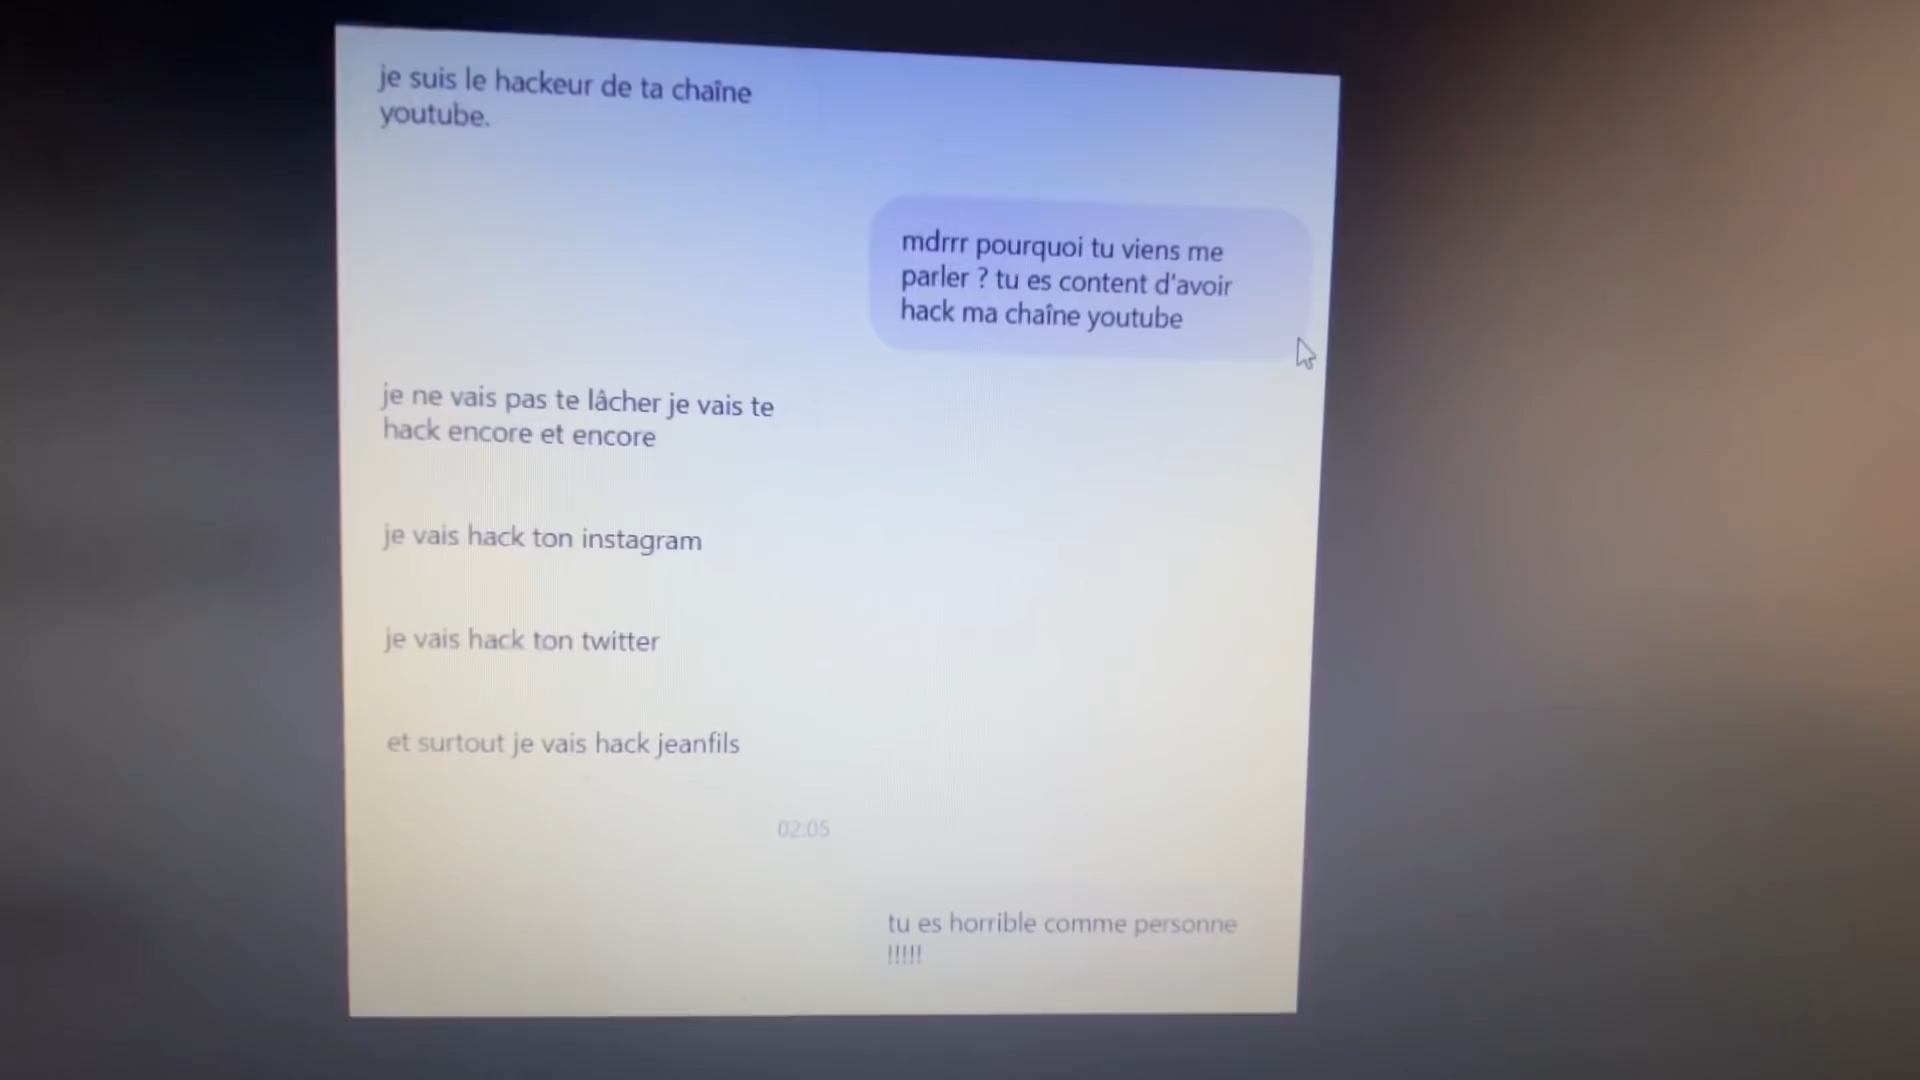 je suis le hackeur de ta chaîne
youtube.
mdrrr pourquoi tu viens me
parler ? tu es content d'avoir
hack ma chaîne youtube
je ne vais pas te lâcher je vais te
hack encore et encore
je vais hack ton instagram
je vais hack ton twitter
et surtout je vais hack jeanfils
02:05
tu es horrible comme personne
!!!!!